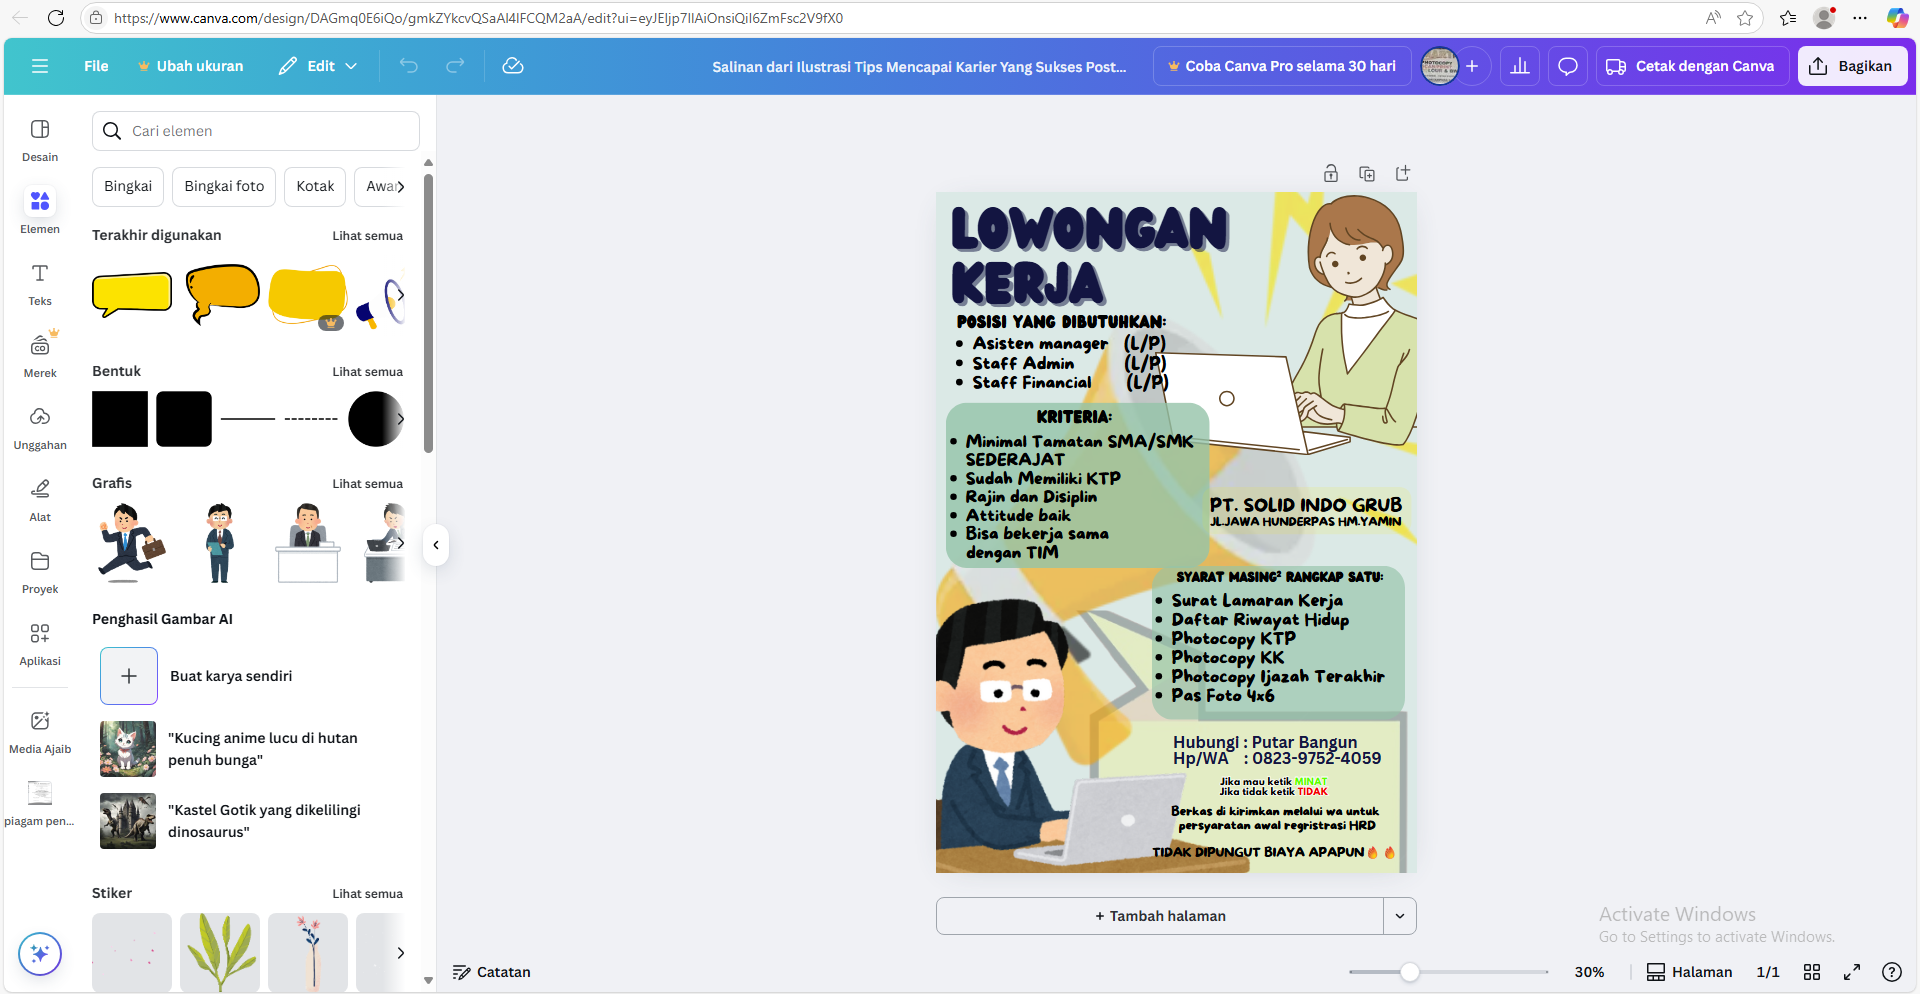 https://www.canva.com/design/DAGmq0E6iQo/gmkZYkcvQSaAI4lFCQM2aA/edit?ui=eyJEIjp7IlAiOnsiQiI6ZmFsc2V9fX0
File
Ubah ukuran
Edit
Salinan dari Ilustrasi Tips Mencapai Karier Yang Sukses Post...
Coba Canva Pro selama 30 hari
Cetak dengan Canva
Bagikan
Desain
Elemen
Teks
Merek
Unggahan
Alat
Proyek
Aplikasi
Media Ajaib
piagam pen...
Cari elemen
Bingkai
Bingkai foto
Kotak
Awan
Terakhir digunakan
Lihat semua
Bentuk
Lihat semua
Grafis
Lihat semua
Penghasil Gambar AI
Buat karya sendiri
"Kucing anime lucu di hutan
penuh bunga"
"Kastel Gotik yang dikelilingi
dinosaurus"
Stiker
Lihat semua
LOWONGAN
KERJA
POSISI YANG DIBUTUHKAN:
• Asisten manager (L/P)
• Staff Admin (L/P)
• Staff Financial (L/P)
KRITERIA:
• Minimal Tamatan SMA/SMK
SEDERAJAT
• Sudah Memiliki KTP
• Rajin dan Disiplin
• Attitude baik
• Bisa bekerja sama
dengan TIM
PT. SOLID INDO GRUB
JL.JAWA HUNDERPAS HM.YAMIN
SYARAT MASING² RANGKAP SATU:
• Surat Lamaran Kerja
• Daftar Riwayat Hidup
• Photocopy KTP
• Photocopy KK
• Photocopy Ijazah Terakhir
• Pas Foto 4x6
Hubungi : Putar Bangun
Hp/WA : 0823-9752-4059
Jika mau ketik MINAT
Jika tidak ketik TIDAK
Berkas di kirimkan melalui wa untuk
persyaratan awal regristrasi HRD
TIDAK DIPUNGUT BIAYA APAPUN🔥🔥
+ Tambah halaman
Activate Windows
Go to Settings to activate Windows.
Catatan
30%
Halaman
1/1